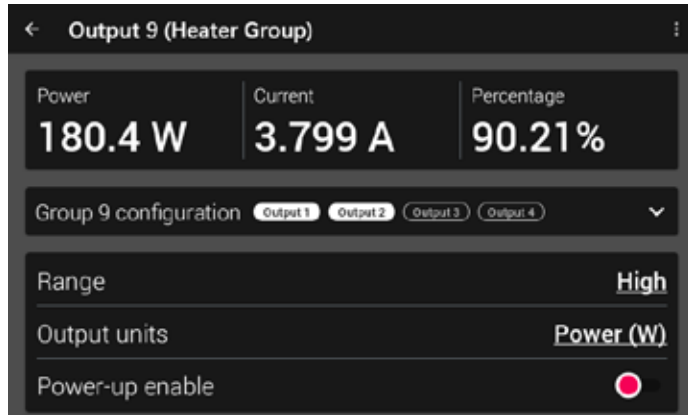 Output 9 (Heater Group)
Power Current Percentage
180.4 W 3.799 A 90.21%
Group 9 configuration Output 1 Output 2 Output 3 Output 4
Range High
Output units Power (W)
Power-up enable